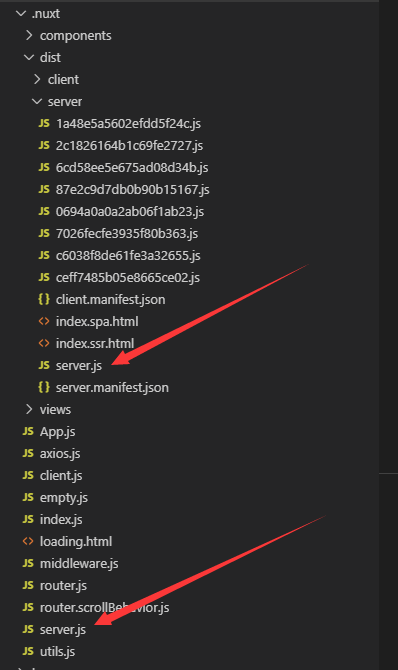 .nuxt
components
dist
client
server
JS 1a48e5a5602efdd5f24c.js
JS 2c1826164b1c69fe2727.js
JS 6cd58ee5e675ad08d34b.js
JS 87e2c9d7db0b90b15167.js
JS 0694a0a0a2ab06f1ab23.js
JS 7026fecfe3935f80b363.js
JS c6038f8de61fe3a32655.js
JS ceff7485b05e8665ce02.js
{} client.manifest.json
<> index.spa.html
<> index.ssr.html
JS server.js
{} server.manifest.json
views
JS App.js
JS axios.js
JS client.js
JS empty.js
JS index.js
<> loading.html
JS middleware.js
JS router.js
JS router.scrollBehavior.js
JS server.js
JS utils.js